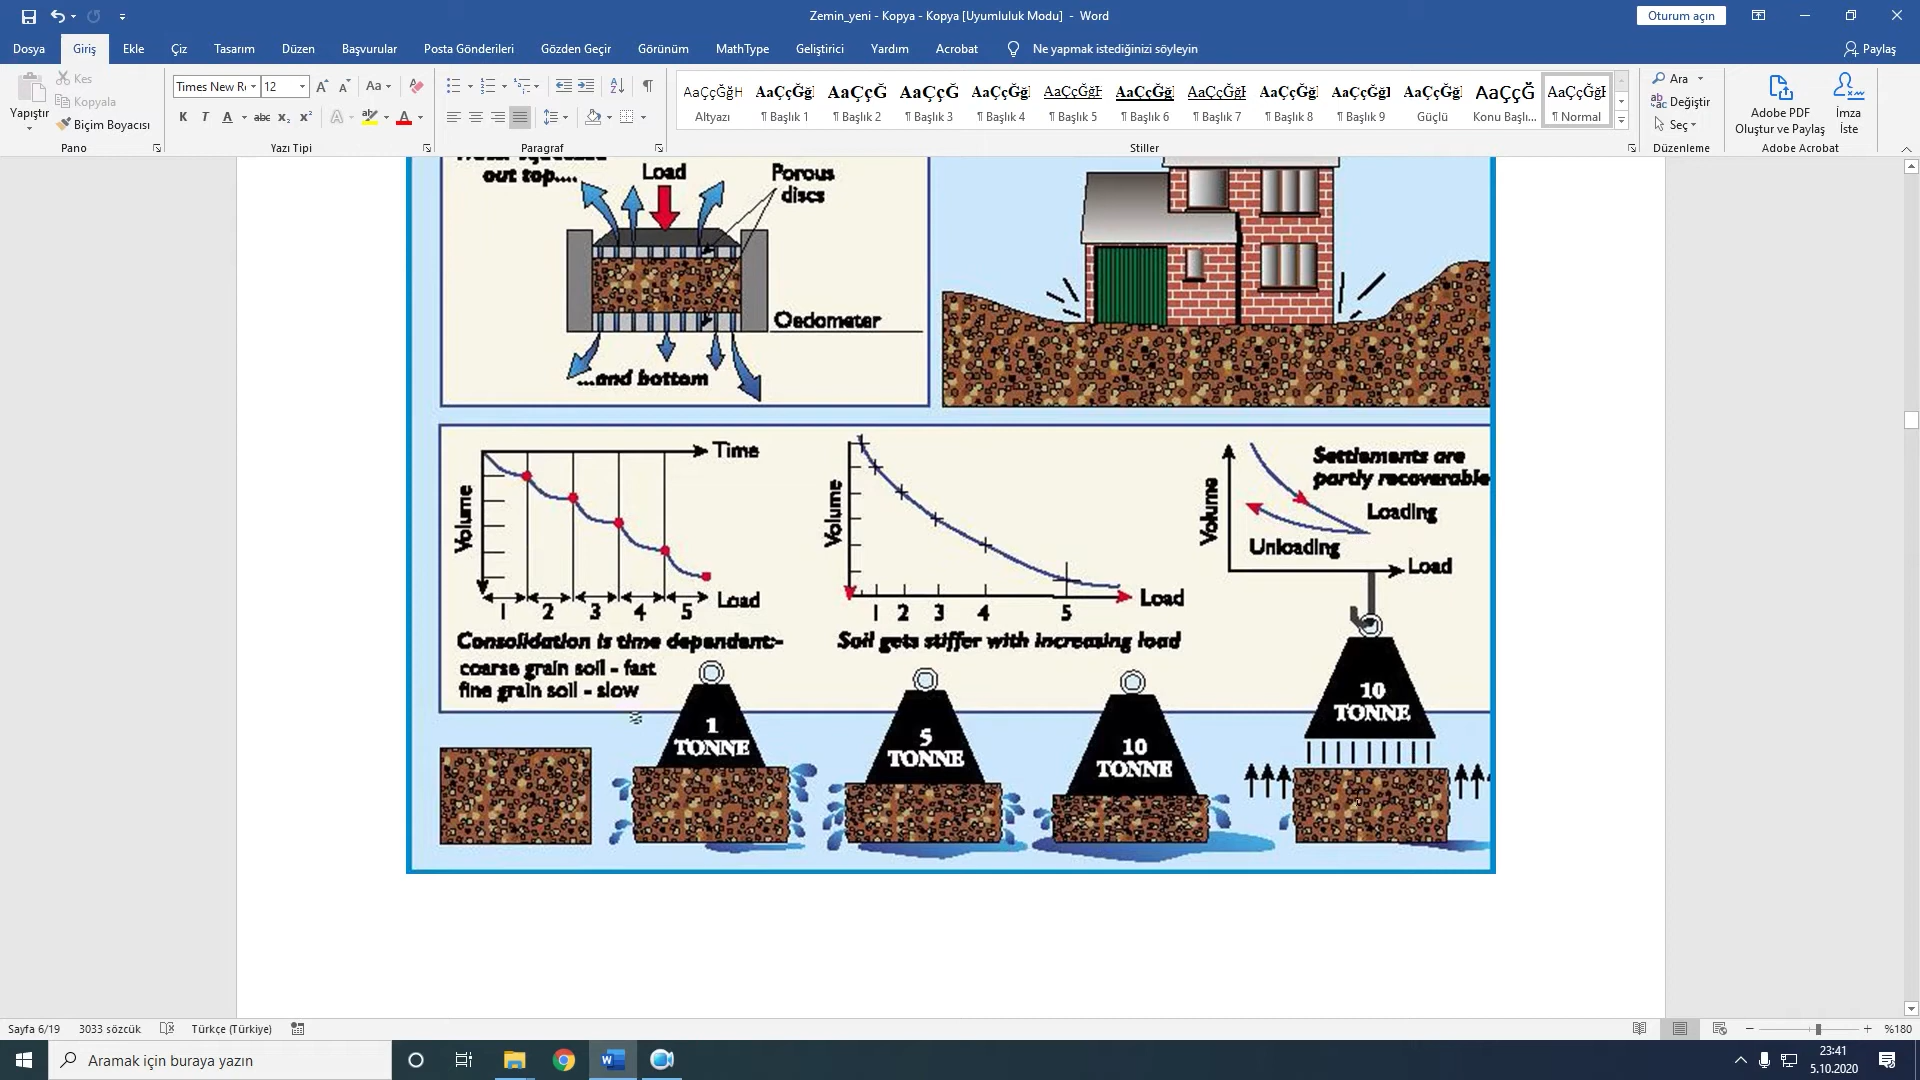 Zemin_yeni - Kopya - Kopya [Uyumluluk Modu] - Word
Oturum açın
Dosya
Giriş
Ekle
Çiz
Tasarım
Düzen
Başvurular
Posta Gönderileri
Gözden Geçir
Görünüm
MathType
Geliştirici
Yardım
Acrobat
Ne yapmak istediğinizi söyleyin
Paylaş
Yapıştır
Kes
Kopyala
Biçim Boyacısı
Pano
12
Yazı Tipi
Paragraf
Altyazı
¶ Başlık 1
¶ Başlık 2
¶ Başlık 3
¶ Başlık 4
¶ Başlık 5
¶ Başlık 6
¶ Başlık 7
¶ Başlık 8
¶ Başlık 9
Güçlü
Konu Başlı...
¶ Normal
Stiller
Ara
Değiştir
Seç
Düzenleme
Adobe PDF
Oluştur ve Paylaş
İmza
İste
Adobe Acrobat
out top....
Load
Porous
discs
Oedometer
...and bottom
Time
Volume
1 2 3 4 5
Load
Consolidation is time dependent:-
coarse grain soil - fast
fine grain soil - slow
Volume
1 2 3 4 5
Load
Soil gets stiffer with increasing load
Settlements are
partly recoverable
Volume
Loading
Unloading
Load
1
TONNE
5
TONNE
10
TONNE
10
TONNE
Sayfa 6/19
3033 sözcük
Türkçe (Türkiye)
%180
Aramak için buraya yazın
23:41
5.10.2020